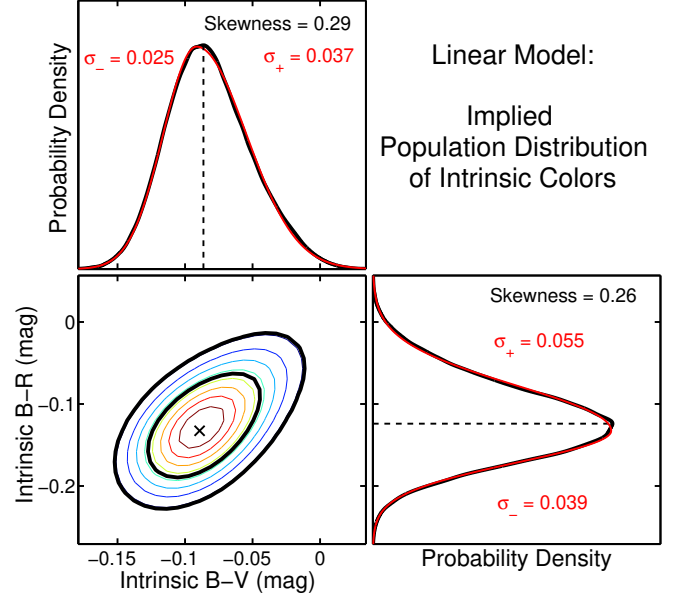 Skewness = 0.29
σ− = 0.025
σ+ = 0.037
Probability Density
Linear Model:
Implied
Population Distribution
of Intrinsic Colors
Intrinsic B−R (mag)
0
−0.1
−0.2
−0.15
−0.1
−0.05
0
Intrinsic B−V (mag)
Skewness = 0.26
σ+ = 0.055
σ− = 0.039
Probability Density